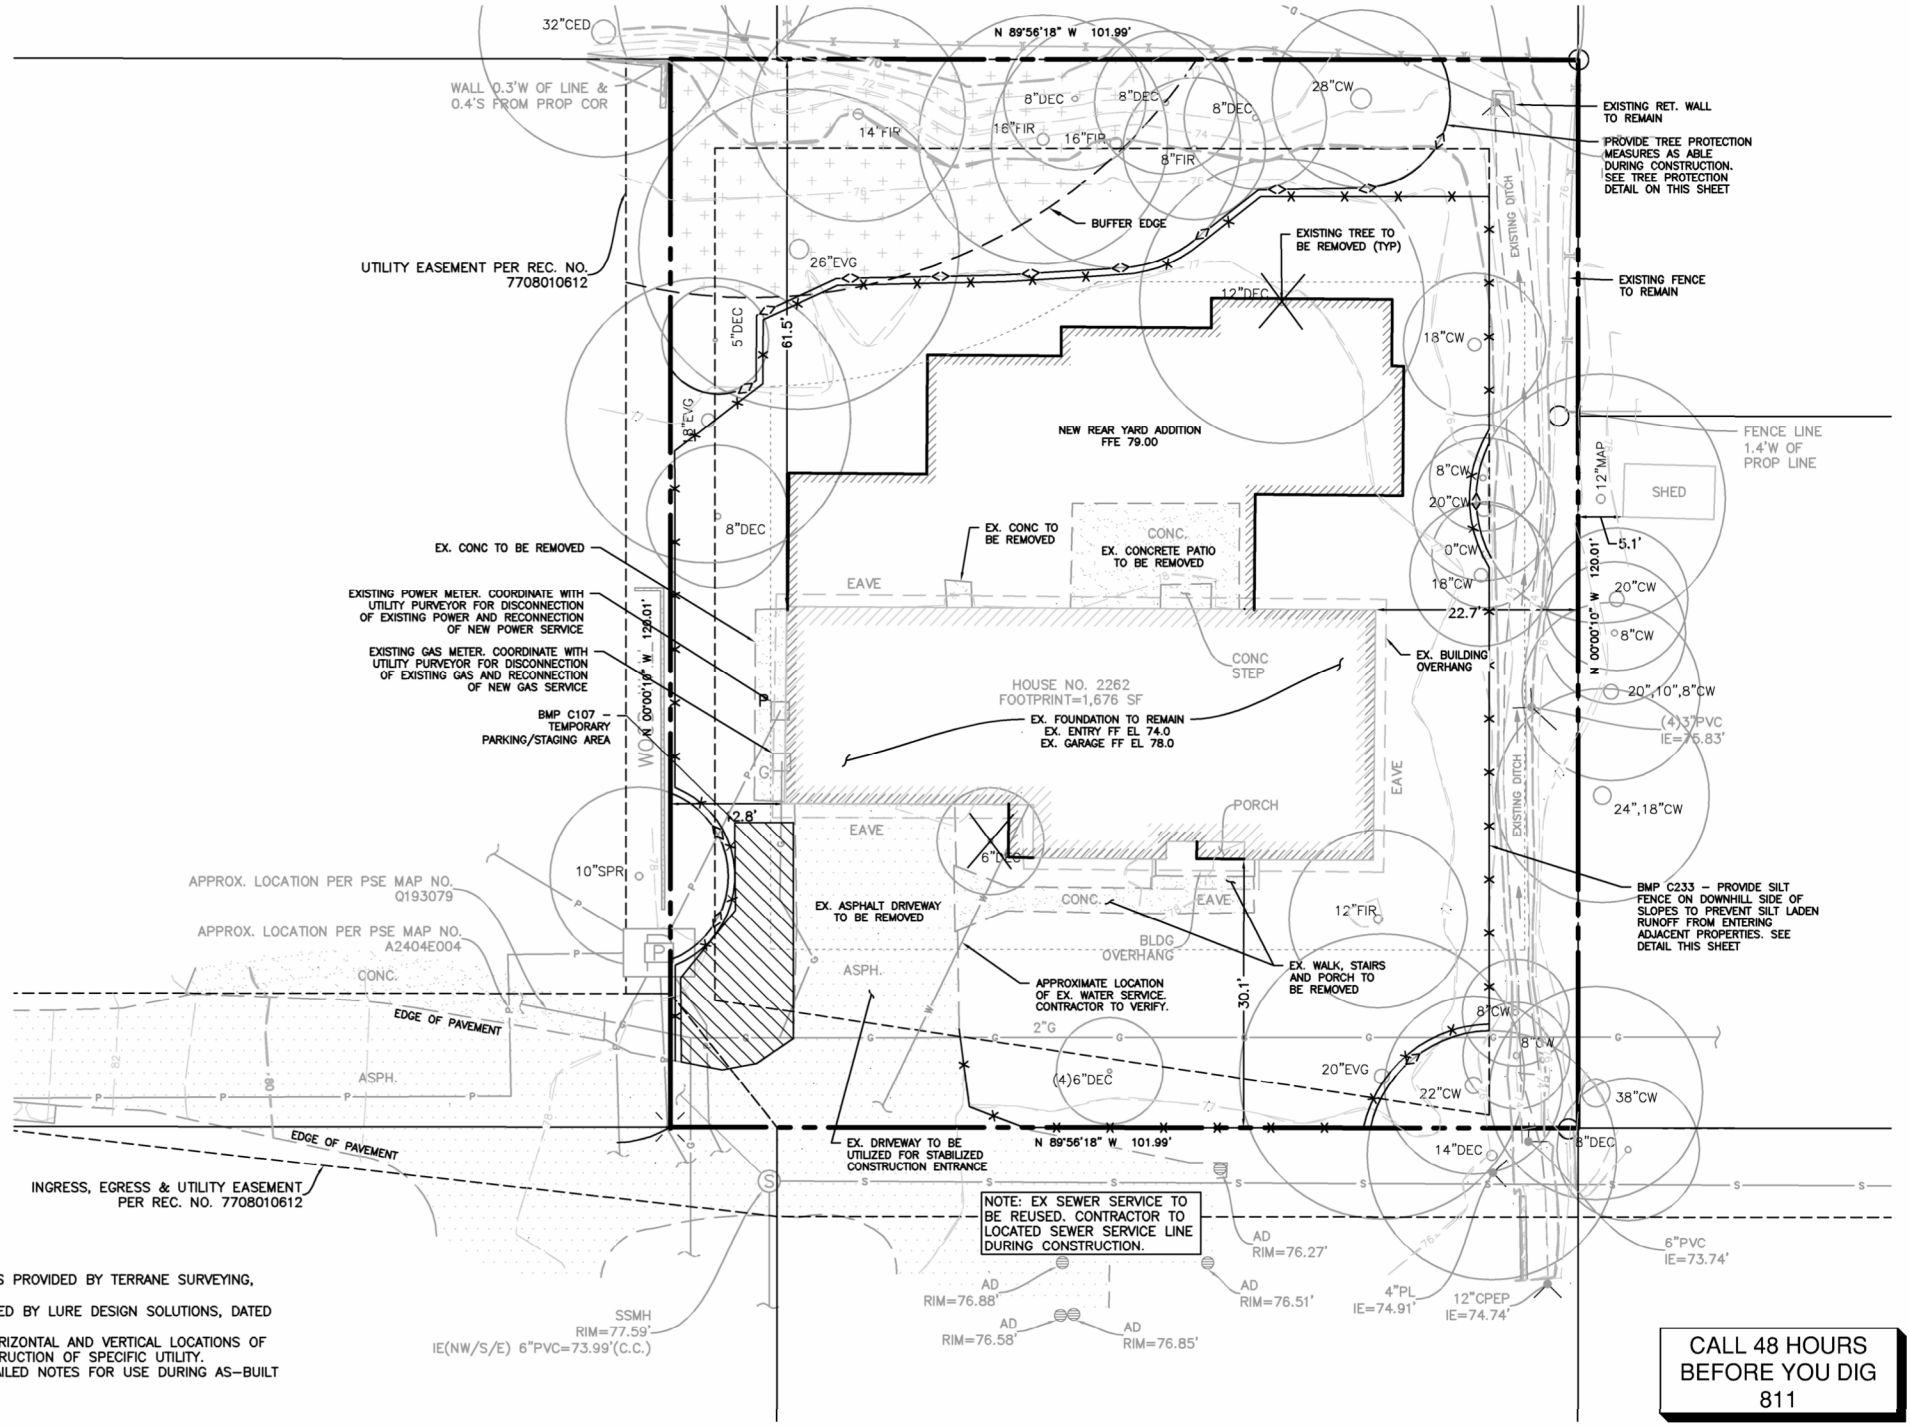 32"CED
N 89°56'18" W 101.99'
WALL 0.3'W OF LINE &
0.4'S FROM PROP COR
70
14"FIR
8"DEC
8"DEC
8"DEC
28"CW
16"FIR
16"FIR
8"FIR
74
76
EXISTING RET. WALL
TO REMAIN
PROVIDE TREE PROTECTION
MEASURES AS ABLE
DURING CONSTRUCTION.
SEE TREE PROTECTION
DETAIL ON THIS SHEET
EXISTING DITCH
BUFFER EDGE
EXISTING TREE TO
BE REMOVED (TYP)
UTILITY EASEMENT PER REC. NO.
7708010612
26"EVG
EXISTING FENCE
TO REMAIN
12"DEC
5"DEC
61.5'
18"CW
18"EVG
NEW REAR YARD ADDITION
FFE 79.00
FENCE LINE
1.4'W OF
PROP LINE
12"MAP
SHED
8"CW
20"CW
0"CW
18"CW
5.1'
8"DEC
EX. CONC TO BE REMOVED
EX. CONC TO
BE REMOVED
CONC.
EX. CONCRETE PATIO
TO BE REMOVED
EAVE
N 00°00'10" W 120.01'
20"CW
8"CW
22.7'
EXISTING POWER METER. COORDINATE WITH
UTILITY PURVEYOR FOR DISCONNECTION
OF EXISTING POWER AND RECONNECTION
OF NEW POWER SERVICE
N 00°00'10" W 120.01'
EXISTING GAS METER. COORDINATE WITH
UTILITY PURVEYOR FOR DISCONNECTION
OF EXISTING GAS AND RECONNECTION
OF NEW GAS SERVICE
CONC
STEP
EX. BUILDING
OVERHANG
HOUSE NO. 2262
FOOTPRINT=1,676 SF
EX. FOUNDATION TO REMAIN
EX. ENTRY FF EL 74.0
EX. GARAGE FF EL 78.0
P
G
BMP C107 -
TEMPORARY
PARKING/STAGING AREA
20",10",8"CW
(4)3"PVC
IE=75.83'
EXISTING DITCH
EAVE
24",18"CW
PORCH
2.8'
EAVE
6"DEC
10"SPR
78
APPROX. LOCATION PER PSE MAP NO.
Q193079
APPROX. LOCATION PER PSE MAP NO.
A2404E004
P
EX. ASPHALT DRIVEWAY
TO BE REMOVED
CONC.
EAVE
12"FIR
BLDG
OVERHANG
BMP C233 - PROVIDE SILT
FENCE ON DOWNHILL SIDE OF
SLOPES TO PREVENT SILT LADEN
RUNOFF FROM ENTERING
ADJACENT PROPERTIES. SEE
DETAIL THIS SHEET
EX. WALK, STAIRS
AND PORCH TO
BE REMOVED
ASPH.
APPROXIMATE LOCATION
OF EX. WATER SERVICE.
CONTRACTOR TO VERIFY.
30.1'
CONC.
EDGE OF PAVEMENT
2"G
8"CW
8"CW
82
80
ASPH.
(4)6"DEC
20"EVG
22"CW
38"CW
EDGE OF PAVEMENT
EX. DRIVEWAY TO BE
UTILIZED FOR STABILIZED
CONSTRUCTION ENTRANCE
N 89°56'18" W 101.99'
14"DEC
8"DEC
INGRESS, EGRESS & UTILITY EASEMENT
PER REC. NO. 7708010612
S
NOTE: EX SEWER SERVICE TO
BE REUSED. CONTRACTOR TO
LOCATED SEWER SERVICE LINE
DURING CONSTRUCTION.
AD
RIM=76.27'
6"PVC
IE=73.74'
AD
RIM=76.88'
AD
RIM=76.51'
4"PL
IE=74.91'
12"CPEP
IE=74.74'
AD
RIM=76.58'
AD
RIM=76.85'
SSMH
RIM=77.59'
IE(NW/S/E) 6"PVC=73.99'(C.C.)
S PROVIDED BY TERRANE SURVEYING,
ED BY LURE DESIGN SOLUTIONS, DATED
RIZONTAL AND VERTICAL LOCATIONS OF
RUCTION OF SPECIFIC UTILITY.
ILED NOTES FOR USE DURING AS-BUILT
CALL 48 HOURS
BEFORE YOU DIG
811